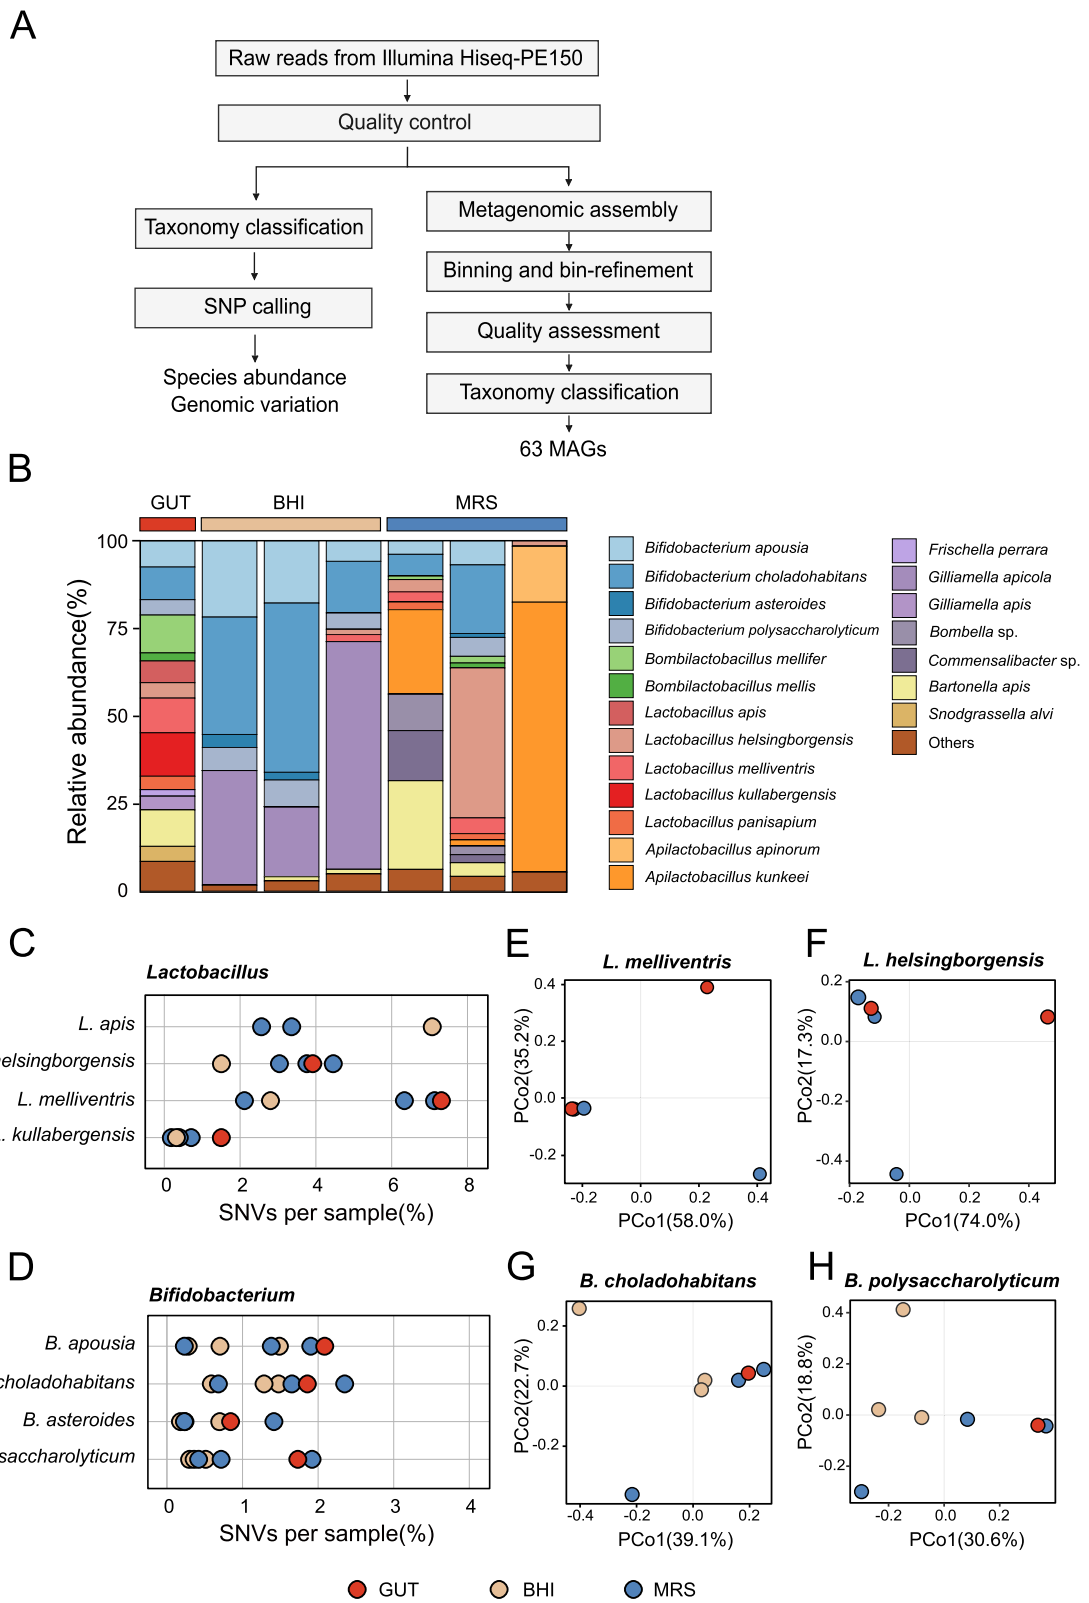 A
Raw reads from Illumina Hiseq-PE150
Quality control
Taxonomy classification
SNP calling
Species abundance
Genomic variation
Metagenomic assembly
Binning and bin-refinement
Quality assessment
Taxonomy classification
63 MAGs
B
GUT
BHI
MRS
Relative abundance(%)
100
75
50
25
0
Bifidobacterium apousia
Bifidobacterium choladohabitans
Bifidobacterium asteroides
Bifidobacterium polysaccharolyticum
Bombilactobacillus mellifer
Bombilactobacillus mellis
Lactobacillus apis
Lactobacillus helsingborgensis
Lactobacillus melliventris
Lactobacillus kullabergensis
Lactobacillus panisapium
Apilactobacillus apinorum
Apilactobacillus kunkeei
Frischella perrara
Gilliamella apicola
Gilliamella apis
Bombella sp.
Commensalibacter sp.
Bartonella apis
Snodgrassella alvi
Others
C
Lactobacillus
L. apis
helsingborgensis
L. melliventris
. kullabergensis
0 2 4 6 8
SNVs per sample(%)
D
Bifidobacterium
B. apousia
choladohabitans
B. asteroides
saccharolyticum
0 1 2 3 4
SNVs per sample(%)
E
L. melliventris
PCo2(35.2%)
0.4
0.2
0.0
-0.2
-0.2 0.0 0.2 0.4
PCo1(58.0%)
F
L. helsingborgensis
PCo2(17.3%)
0.2
0.0
-0.2
-0.4
-0.2 0.0 0.2 0.4
PCo1(74.0%)
G
B. choladohabitans
PCo2(22.7%)
0.2
0.0
-0.2
-0.4 -0.2 0.0 0.2
PCo1(39.1%)
H
B. polysaccharolyticum
PCo2(18.8%)
0.4
0.2
0.0
-0.2
-0.2 0.0 0.2
PCo1(30.6%)
GUT
BHI
MRS